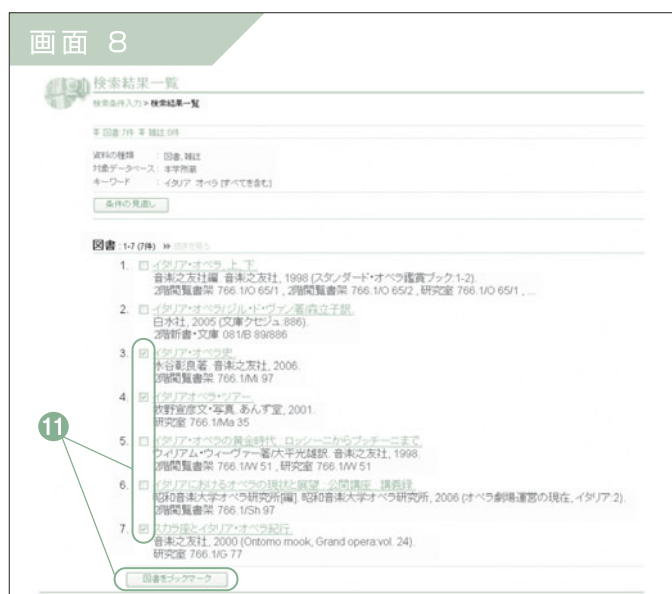 画面 8
検索結果一覧
検索条件入力 > 検索結果一覧
図書:7件 雑誌:0件
資料の種類 : 図書, 雑誌
対象データベース : 本学所蔵
キーワード : イタリア オペラ [すべてを含む]
条件の見直し
図書 : 1-7 (7件) »
1. イタリア・オペラ 上, 下.
音楽之友社編. 音楽之友社, 1998 (スタンダード・オペラ鑑賞ブック:1-2).
2階閲覧書架 766.1/O 65/1 , 2階閲覧書架 766.1/O 65/2 , 研究室 766.1/O 65/1 , ...
2. イタリア・オペラ/ジル・ド・ヴァン著/森立子訳.
白水社, 2005 (文庫クセジュ:886).
2階新書・文庫 081/B 89/886
3. イタリア・オペラ史.
水谷彰良著. 音楽之友社, 2006.
2階閲覧書架 766.1/Mi 97
4. イタリアオペラ・ツアー.
牧野宣彦文・写真. あんず堂, 2001.
研究室 766.1/Ma 35
5. イタリア・オペラの黄金時代 ロッシーニからプッチーニまで.
ウィリアム・ウィーヴァー著/大平光雄訳. 音楽之友社, 1998.
2階閲覧書架 766.1/W 51 , 研究室 766.1/W 51
6. イタリアにおけるオペラの現状と展望 公開講座 講義録.
昭和音楽大学オペラ研究所[編]. 昭和音楽大学オペラ研究所, 2006 (オペラ劇場運営の現在, イタリア:2).
2階閲覧書架 766.1/Sh 97
7. スカラ座とイタリア・オペラ紀行.
音楽之友社, 2000 (Ontomo mook, Grand opera:vol. 24).
研究室 766.1/G 77
11
図書をブックマーク